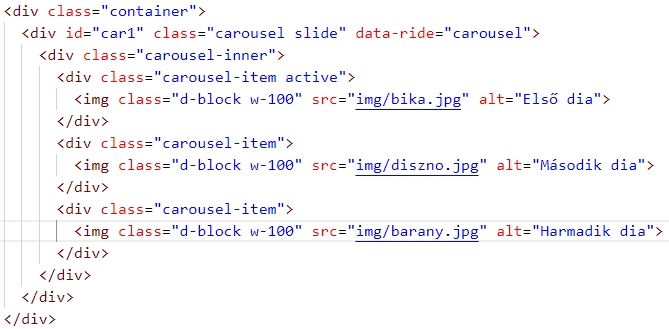 <div class="container">
<div id="car1" class="carousel slide" data-ride="carousel">
<div class="carousel-inner">
<div class="carousel-item active">
<img class="d-block w-100" src="img/bika.jpg" alt="Első dia">
</div>
<div class="carousel-item">
<img class="d-block w-100" src="img/diszno.jpg" alt="Második dia">
</div>
<div class="carousel-item">
<img class="d-block w-100" src="img/barany.jpg" alt="Harmadik dia">
</div>
</div>
</div>
</div>